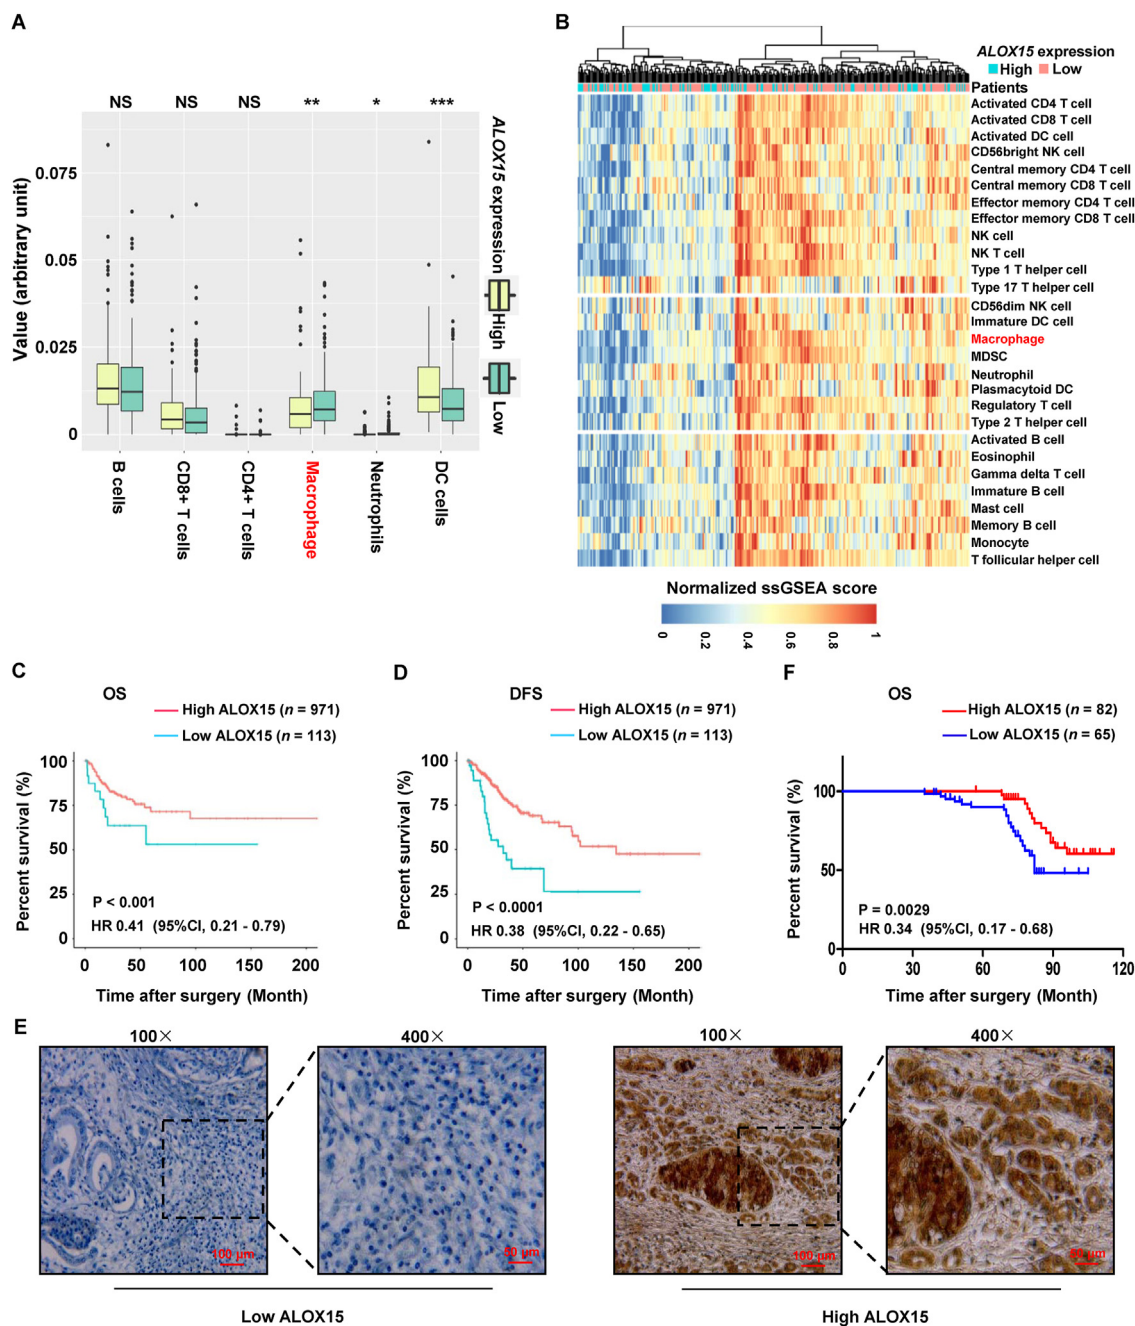 A
NS
NS
NS
**
*
***
Value (arbitrary unit)
0.075
0.05
0.025
0
B cells
CD8+ T cells
CD4+ T cells
Macrophage
Neutrophils
DC cells
ALOX15 expression
High
Low
B
ALOX15 expression
High Low
Patients
Activated CD4 T cell
Activated CD8 T cell
Activated DC cell
CD56bright NK cell
Central memory CD4 T cell
Central memory CD8 T cell
Effector memory CD4 T cell
Effector memory CD8 T cell
NK cell
NK T cell
Type 1 T helper cell
Type 17 T helper cell
CD56dim NK cell
Immature DC cell
Macrophage
MDSC
Neutrophil
Plasmacytoid DC
Regulatory T cell
Type 2 T helper cell
Activated B cell
Eosinophil
Gamma delta T cell
Immature B cell
Mast cell
Memory B cell
Monocyte
T follicular helper cell
Normalized ssGSEA score
0 0.2 0.4 0.6 0.8 1
C
OS
High ALOX15 (n = 971)
Low ALOX15 (n = 113)
Percent survival (%)
100
75
50
25
0
P < 0.001
HR 0.41 (95%CI, 0.21 - 0.79)
0 50 100 150 200
Time after surgery (Month)
D
DFS
High ALOX15 (n = 971)
Low ALOX15 (n = 113)
Percent survival (%)
100
75
50
25
0
P < 0.0001
HR 0.38 (95%CI, 0.22 - 0.65)
0 50 100 150 200
Time after surgery (Month)
F
OS
High ALOX15 (n = 82)
Low ALOX15 (n = 65)
Percent survival (%)
100
50
0
P = 0.0029
HR 0.34 (95%CI, 0.17 - 0.68)
0 30 60 90 120
Time after surgery (Month)
E
100×
400×
100×
400×
100 μm
50 μm
100 μm
50 μm
Low ALOX15
High ALOX15